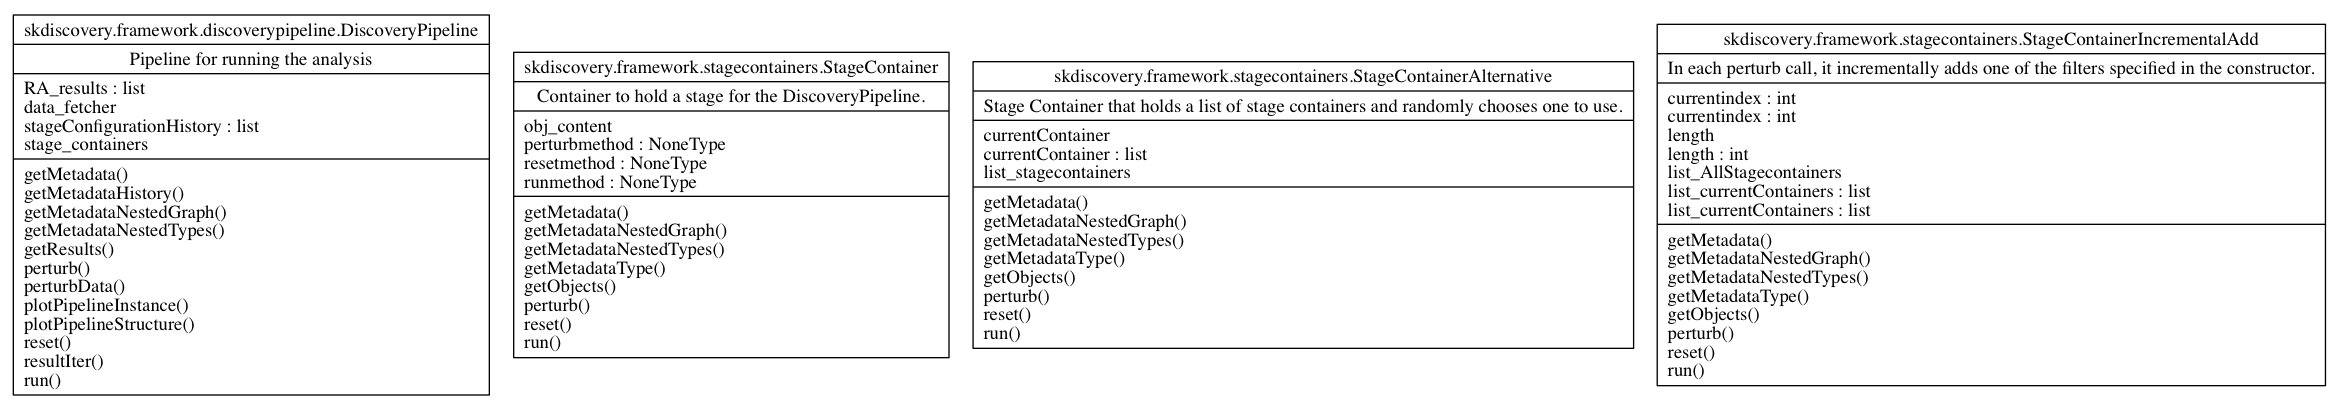 skdiscovery.framework.discoverypipeline.DiscoveryPipeline
Pipeline for running the analysis
RA_results : list
data_fetcher
stageConfigurationHistory : list
stage_containers
getMetadata()
getMetadataHistory()
getMetadataNestedGraph()
getMetadataNestedTypes()
getResults()
perturb()
perturbData()
plotPipelineInstance()
plotPipelineStructure()
reset()
resultIter()
run()
skdiscovery.framework.stagecontainers.StageContainer
Container to hold a stage for the DiscoveryPipeline.
obj_content
perturbmethod : NoneType
resetmethod : NoneType
runmethod : NoneType
getMetadata()
getMetadataNestedGraph()
getMetadataNestedTypes()
getMetadataType()
getObjects()
perturb()
reset()
run()
skdiscovery.framework.stagecontainers.StageContainerAlternative
Stage Container that holds a list of stage containers and randomly chooses one to use.
currentContainer
currentContainer : list
list_stagecontainers
getMetadata()
getMetadataNestedGraph()
getMetadataNestedTypes()
getMetadataType()
getObjects()
perturb()
reset()
run()
skdiscovery.framework.stagecontainers.StageContainerIncrementalAdd
In each perturb call, it incrementally adds one of the filters specified in the constructor.
currentindex : int
currentindex : int
length
length : int
list_AllStagecontainers
list_currentContainers : list
list_currentContainers : list
getMetadata()
getMetadataNestedGraph()
getMetadataNestedTypes()
getMetadataType()
getObjects()
perturb()
reset()
run()